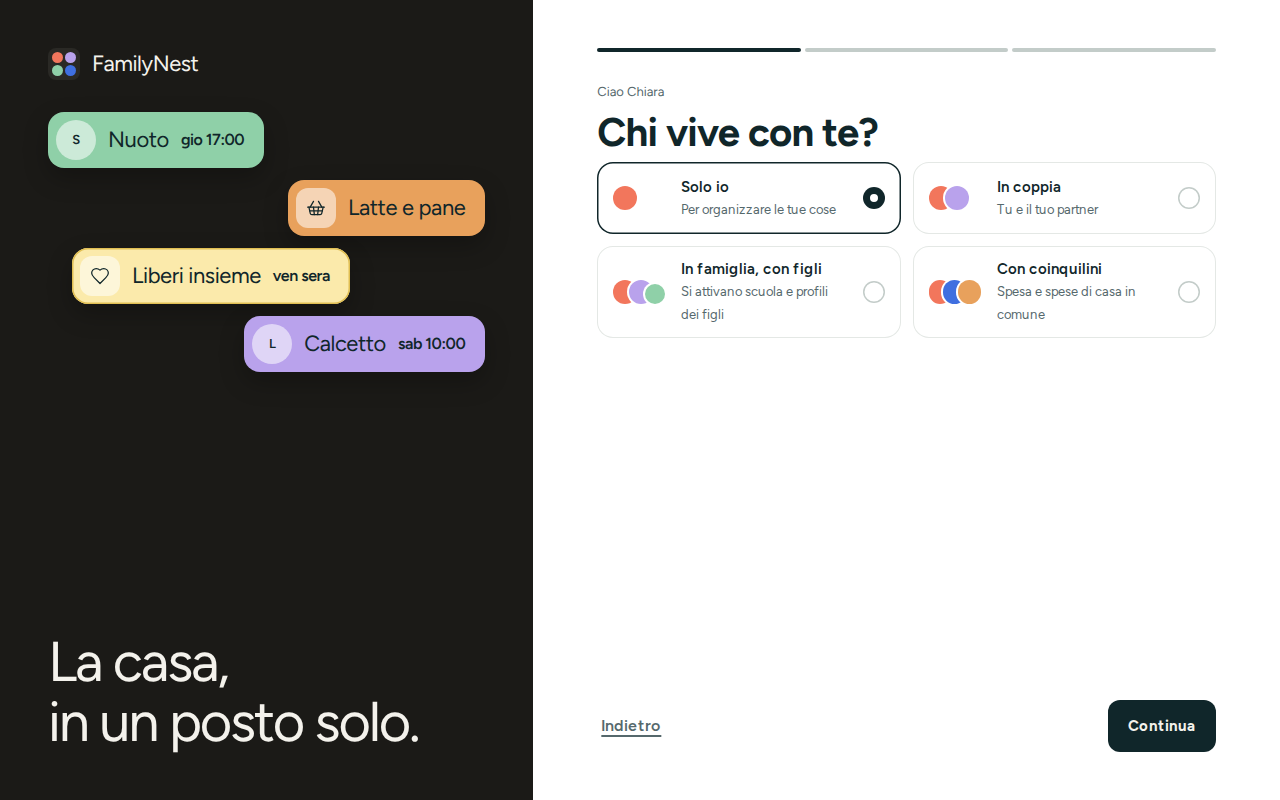 FamilyNest
S Nuoto gio 17:00
Latte e pane
Liberi insieme ven sera
L Calcetto sab 10:00
La casa,
in un posto solo.
Ciao Chiara
Chi vive con te?
Solo io
Per organizzare le tue cose
In coppia
Tu e il tuo partner
In famiglia, con figli
Si attivano scuola e profili
dei figli
Con coinquilini
Spesa e spese di casa in
comune
Indietro
Continua